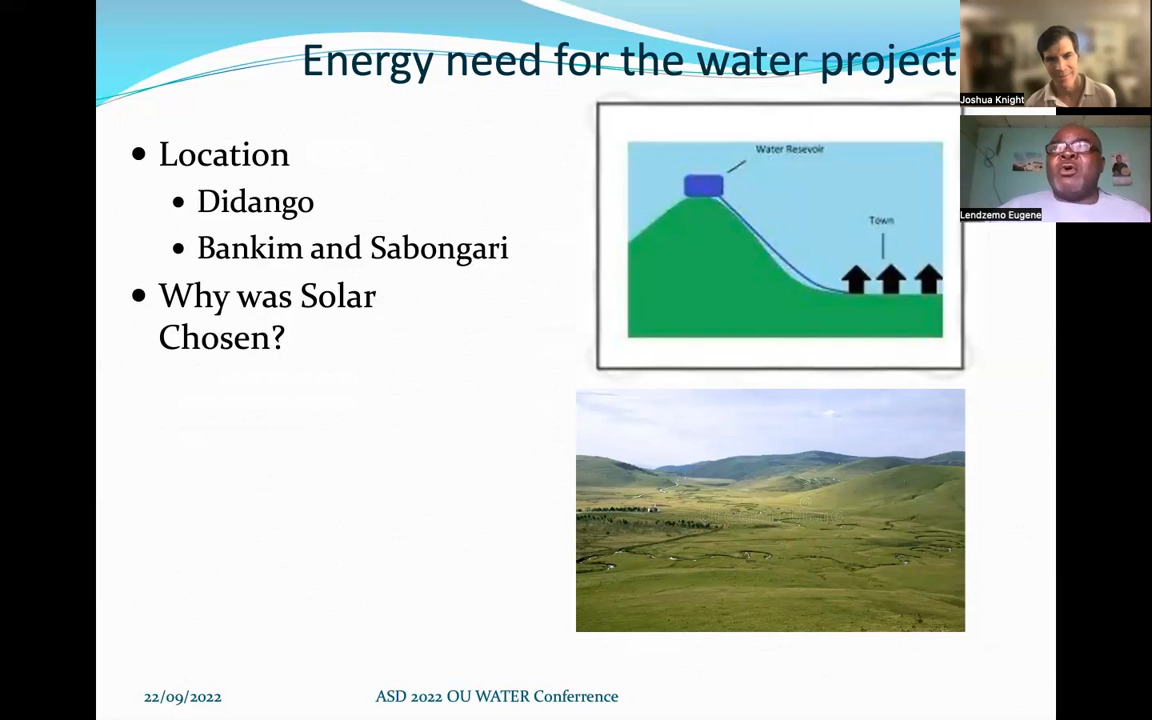 Energy need for the water project
Joshua Knight
Lendzemo Eugene
Location
Didango
Bankim and Sabongari
Why was Solar
Chosen?
Water Resevoir
Town
22/09/2022
ASD 2022 OU WATER Conferrence